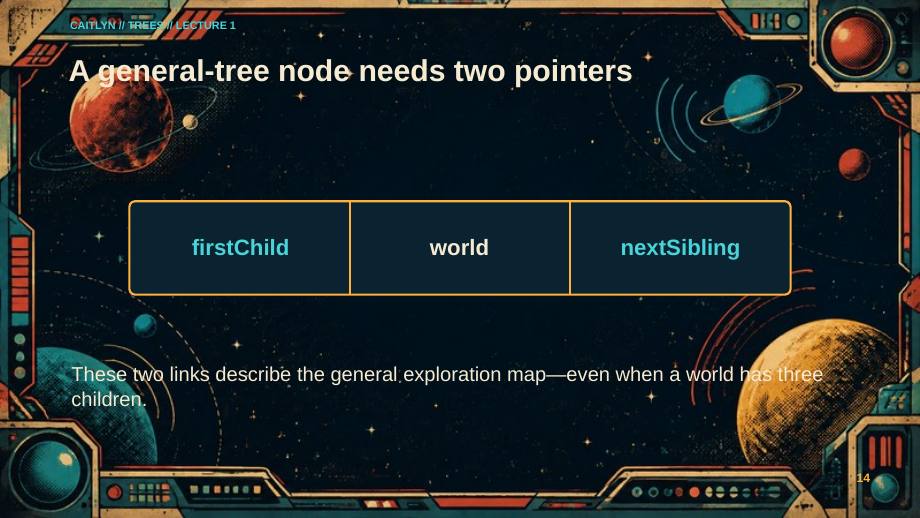 CAITLYN // TREES // LECTURE 1
A general-tree node needs two pointers
firstChild
world
nextSibling
These two links describe the general exploration map—even when a world has three
children.
14